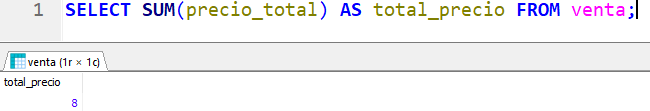 1 SELECT SUM(precio_total) AS total_precio FROM venta;
venta (1r × 1c)
total_precio
8